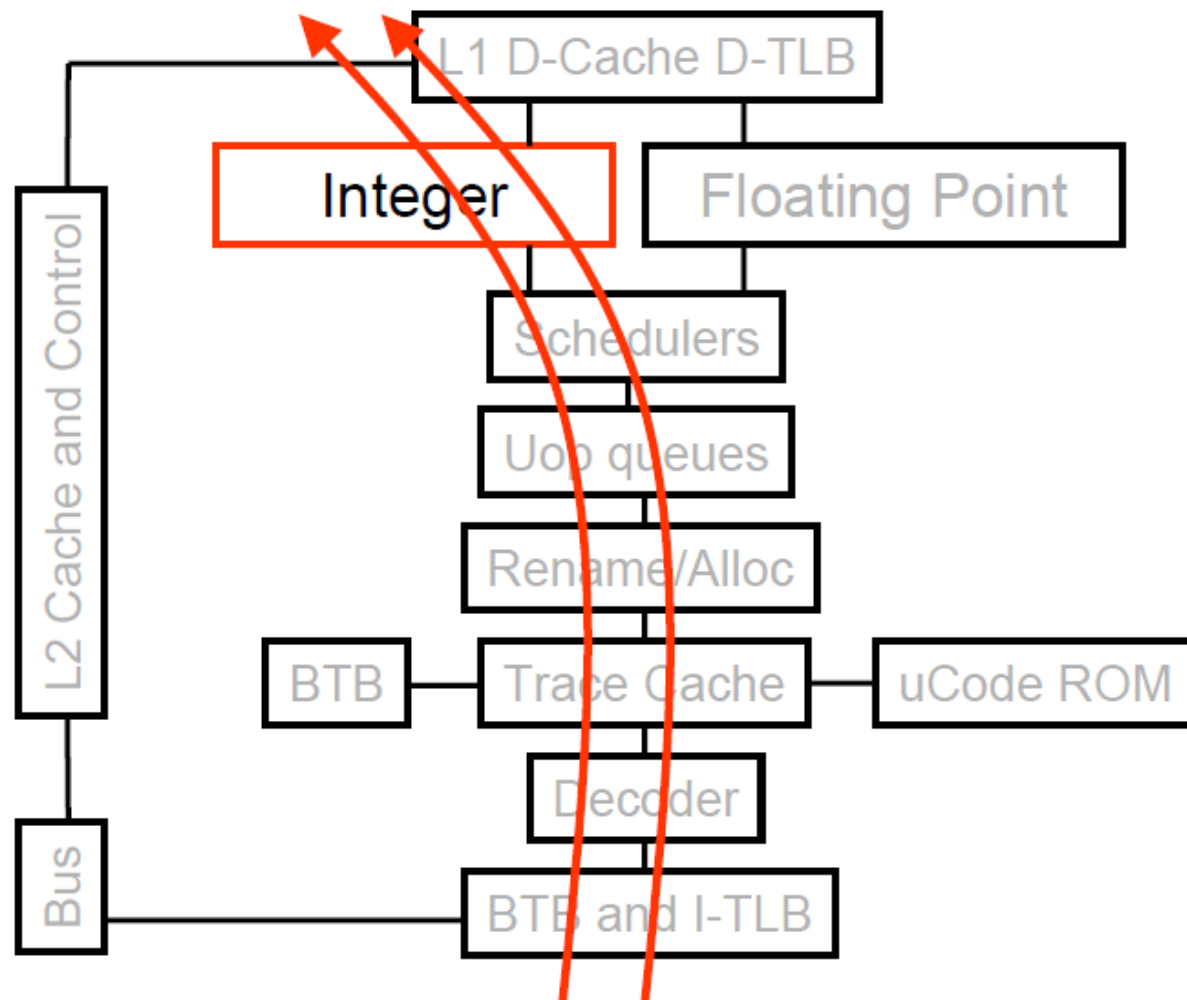 L1 D-Cache D-TLB
Integer
Floating Point
L2 Cache and Control
Schedulers
Uop queues
Rename/Alloc
BTB
Trace Cache
uCode ROM
Decoder
Bus
BTB and I-TLB